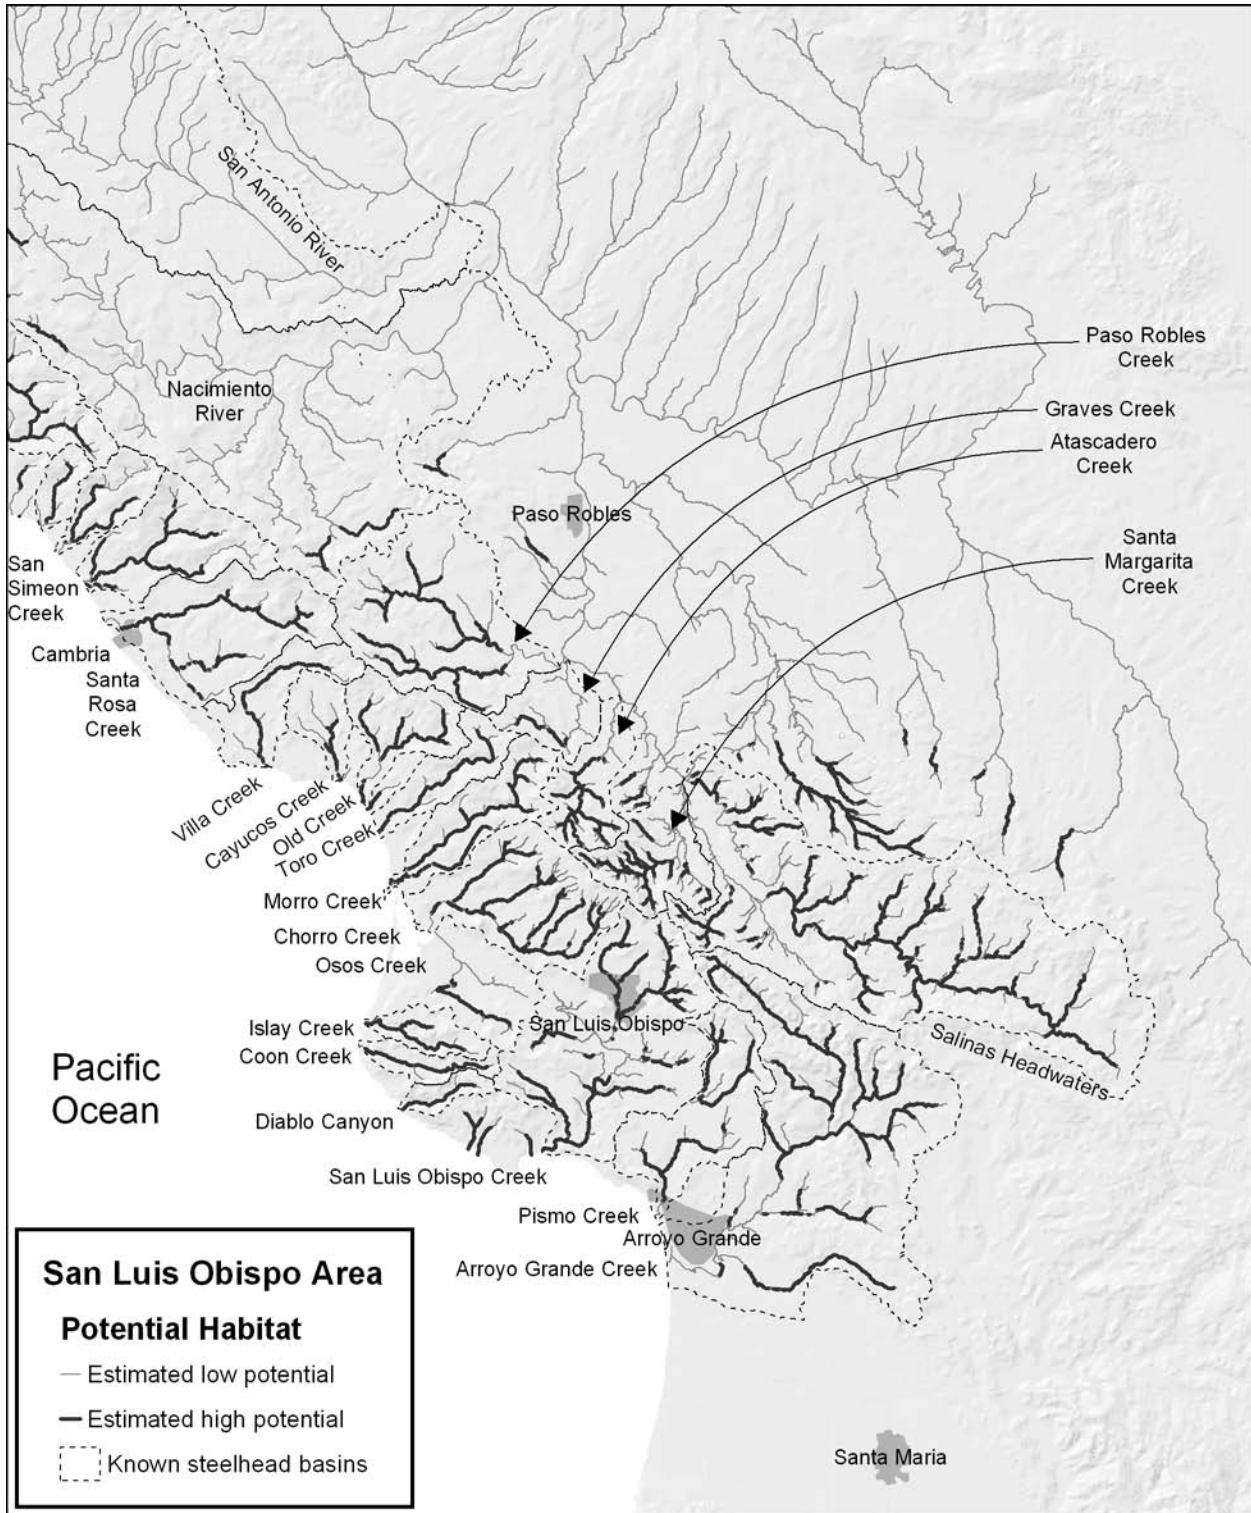 San Antonio River
Nacimiento
River
Paso Robles
Creek
Graves Creek
Atascadero
Creek
Paso Robles
Santa
Margarita
Creek
San
Simeon
Creek
Cambria
Santa
Rosa
Creek
Villa Creek
Cayucos Creek
Old Creek
Toro Creek
Morro Creek
Chorro Creek
Osos Creek
San Luis Obispo
Islay Creek
Coon Creek
Salinas Headwaters
Pacific
Ocean
Diablo Canyon
San Luis Obispo Creek
Pismo Creek
Arroyo Grande
Arroyo Grande Creek
San Luis Obispo Area
Potential Habitat
Estimated low potential
Estimated high potential
Known steelhead basins
Santa Maria